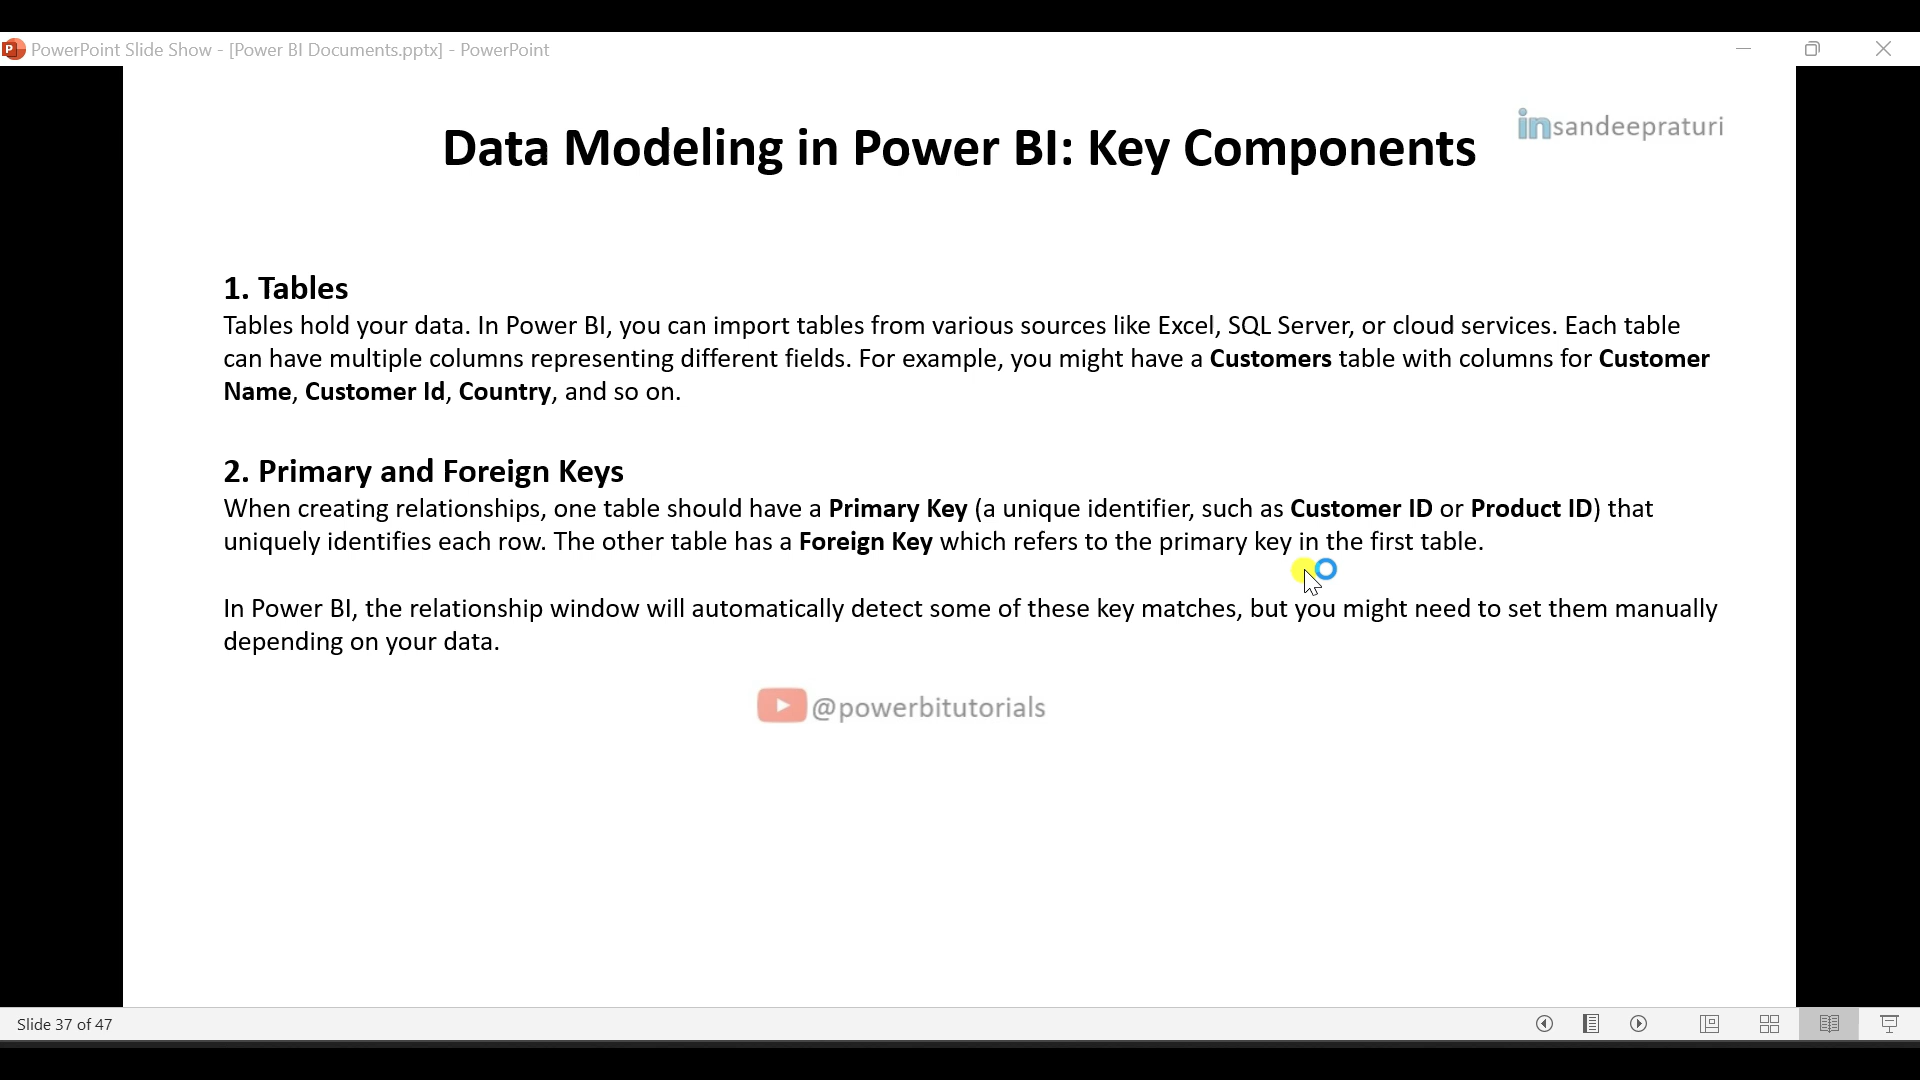 PowerPoint Slide Show - [Power BI Documents.pptx] - PowerPoint
Data Modeling in Power BI: Key Components
in sandeepraturi
1. Tables
Tables hold your data. In Power BI, you can import tables from various sources like Excel, SQL Server, or cloud services. Each table
can have multiple columns representing different fields. For example, you might have a Customers table with columns for Customer
Name, Customer Id, Country, and so on.
2. Primary and Foreign Keys
When creating relationships, one table should have a Primary Key (a unique identifier, such as Customer ID or Product ID) that
uniquely identifies each row. The other table has a Foreign Key which refers to the primary key in the first table.
In Power BI, the relationship window will automatically detect some of these key matches, but you might need to set them manually
depending on your data.
@powerbitutorials
Slide 37 of 47